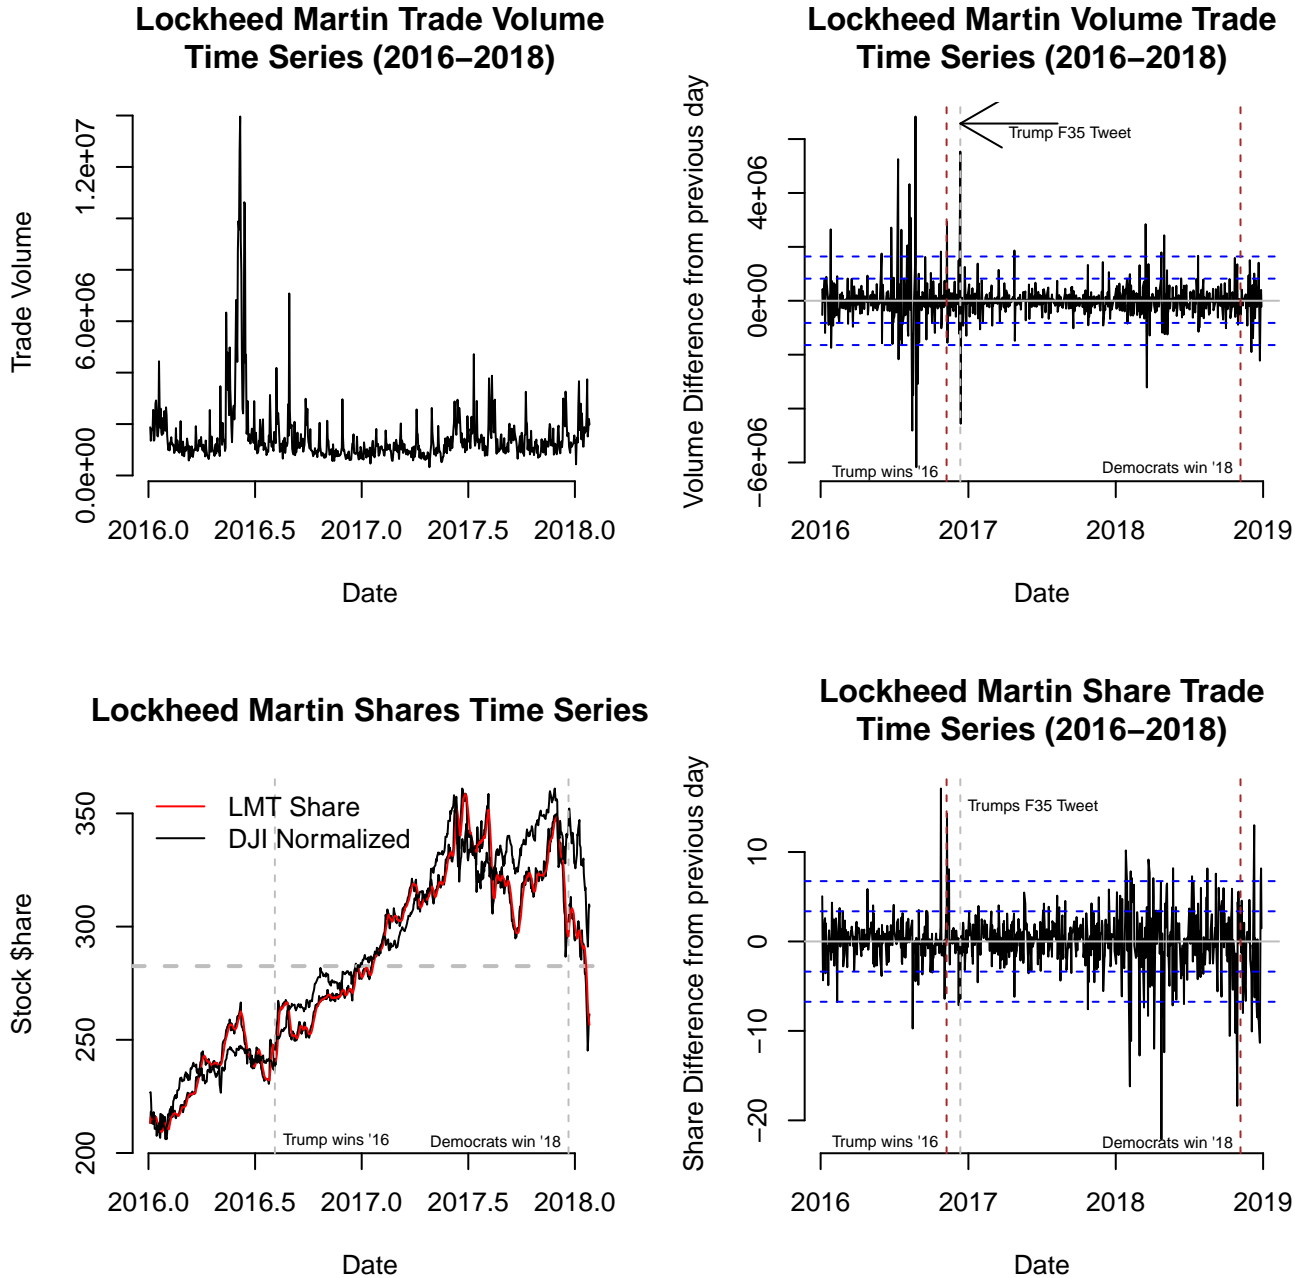 Lockheed Martin Trade Volume
Time Series (2016−2018)
Trade Volume
0.0e+00
6.0e+06
1.2e+07
2016.0
2016.5
2017.0
2017.5
2018.0
Date
Lockheed Martin Volume Trade
Time Series (2016−2018)
Volume Difference from previous day
−6e+06
0e+00
4e+06
Trump F35 Tweet
Trump wins '16
Democrats win '18
2016
2017
2018
2019
Date
Lockheed Martin Shares Time Series
Stock $hare
200
250
300
350
LMT Share
DJI Normalized
Trump wins '16
Democrats win '18
2016.0
2016.5
2017.0
2017.5
2018.0
Date
Lockheed Martin Share Trade
Time Series (2016−2018)
Share Difference from previous day
−20
−10
0
10
Trumps F35 Tweet
Trump wins '16
Democrats win '18
2016
2017
2018
2019
Date